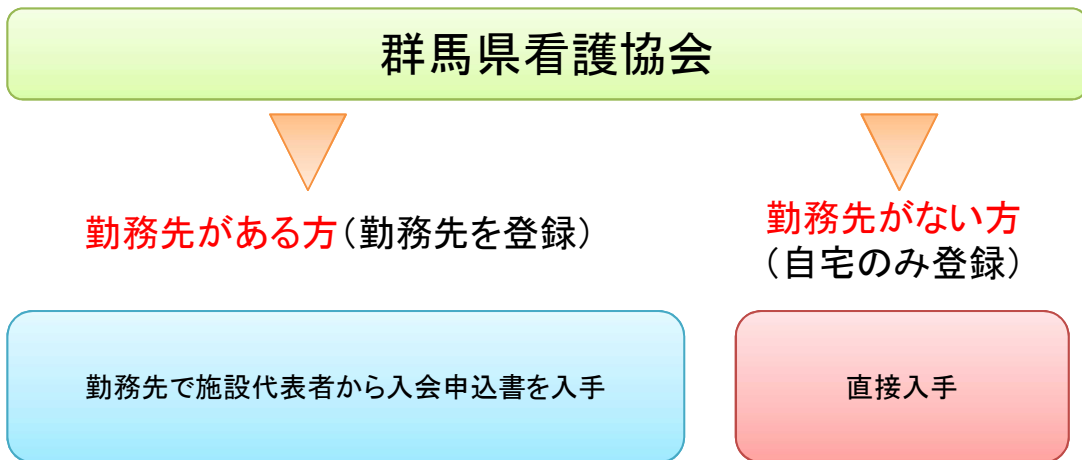 群馬県看護協会
勤務先がある方（勤務先を登録）
勤務先がない方
（自宅のみ登録）
勤務先で施設代表者から入会申込書を入手
直接入手